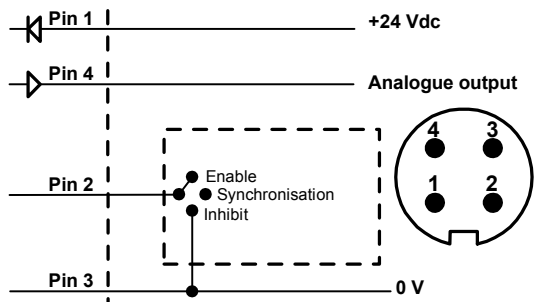 Pin 1
+24 Vdc
Pin 4
Analogue output
4 3
Enable
Pin 2
Synchronisation
1 2
Inhibit
Pin 3
0 V